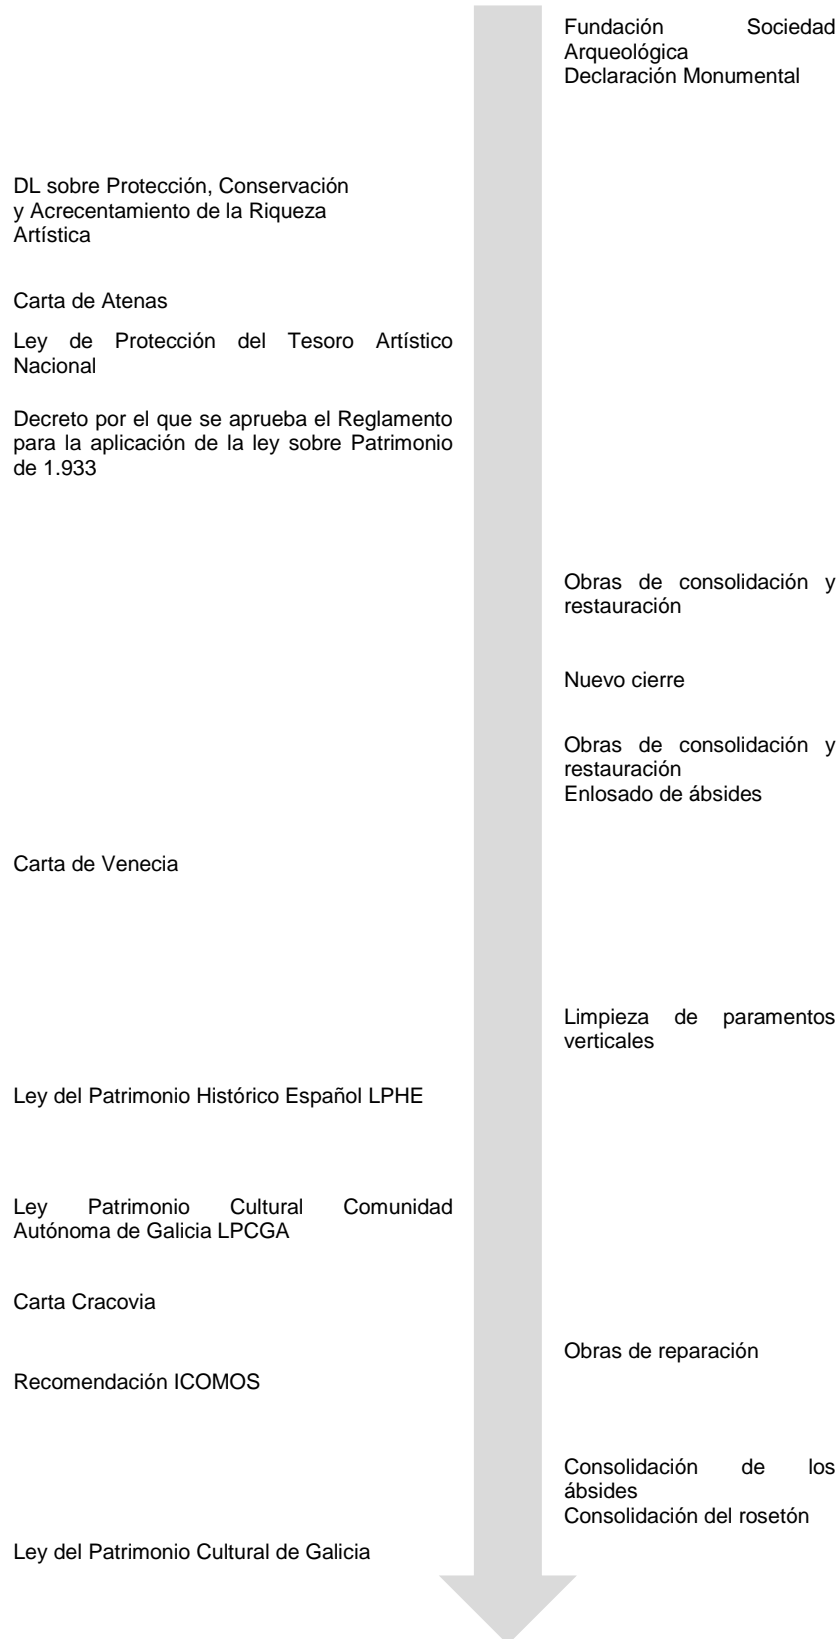 Fundación Sociedad
Arqueológica
Declaración Monumental
DL sobre Protección, Conservación
y Acrecentamiento de la Riqueza
Artística
Carta de Atenas
Ley de Protección del Tesoro Artístico
Nacional
Decreto por el que se aprueba el Reglamento
para la aplicación de la ley sobre Patrimonio
de 1.933
Obras de consolidación y
restauración
Nuevo cierre
Obras de consolidación y
restauración
Enlosado de ábsides
Carta de Venecia
Limpieza de paramentos
verticales
Ley del Patrimonio Histórico Español LPHE
Ley Patrimonio Cultural Comunidad
Autónoma de Galicia LPCGA
Carta Cracovia
Obras de reparación
Recomendación ICOMOS
Consolidación de los
ábsides
Consolidación del rosetón
Ley del Patrimonio Cultural de Galicia